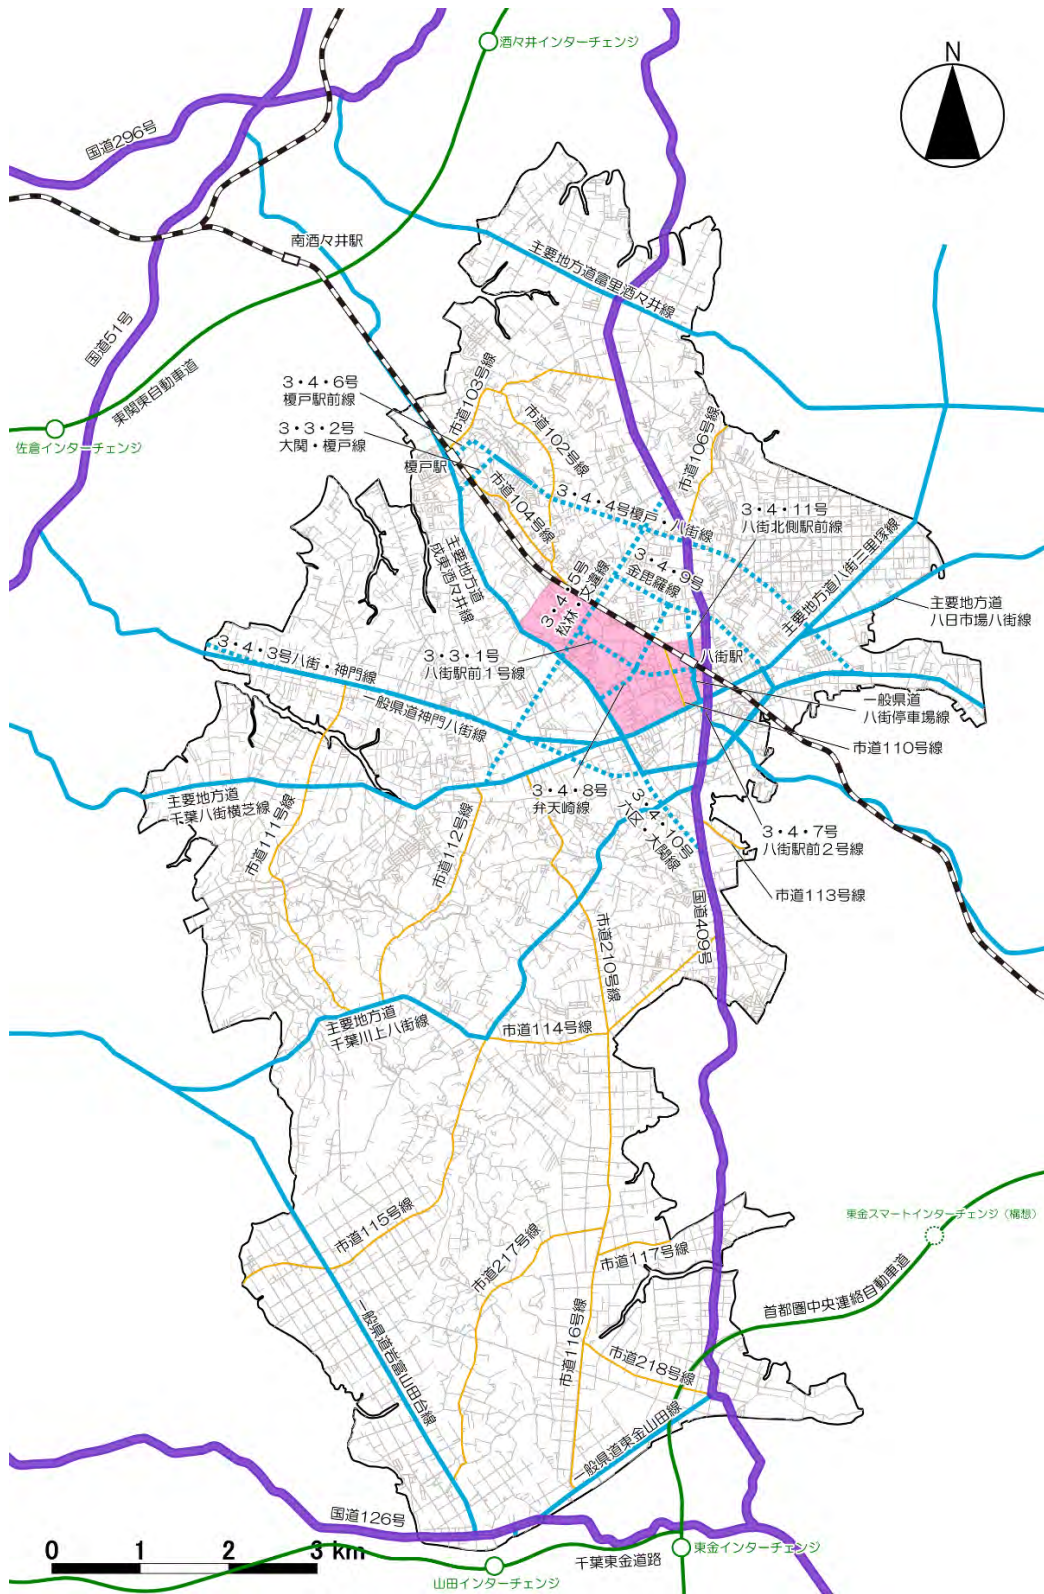 酒々井インターチェンジ
N
国道296号
南酒々井駅
主要地方道富里酒々井線
国道51号
東関東自動車道
佐倉インターチェンジ
3・4・6号
榎戸駅前線
3・3・2号
大関・榎戸線
榎戸駅
市道103号線
市道102号線
市道106号線
市道104号線
3・4・4号榎戸・八街線
3・4・11号
八街北側駅前線
主要地方道
成東酒々井線
3・4・5号
松林・文違線
3・4・9号
金毘羅線
主要地方道八街三里塚線
主要地方道
八日市場八街線
3・4・3号八街・神門線
3・3・1号
八街駅前1号線
八街駅
一般県道神門八街線
一般県道
八街停車場線
市道110号線
主要地方道
千葉八街横芝線
3・4・8号
弁天崎線
3・4・10号
六区・大関線
3・4・7号
八街駅前2号線
市道111号線
市道112号線
市道113号線
国道409号
市道210号線
主要地方道
千葉川上八街線
市道114号線
市道115号線
市道217号線
市道117号線
東金スマートインターチェンジ（構想）
首都圏中央連絡自動車道
一般県道岩富山田台線
市道116号線
市道218号線
一般県道東金山田線
国道126号
0 1 2 3 km
千葉東金道路
東金インターチェンジ
山田インターチェンジ